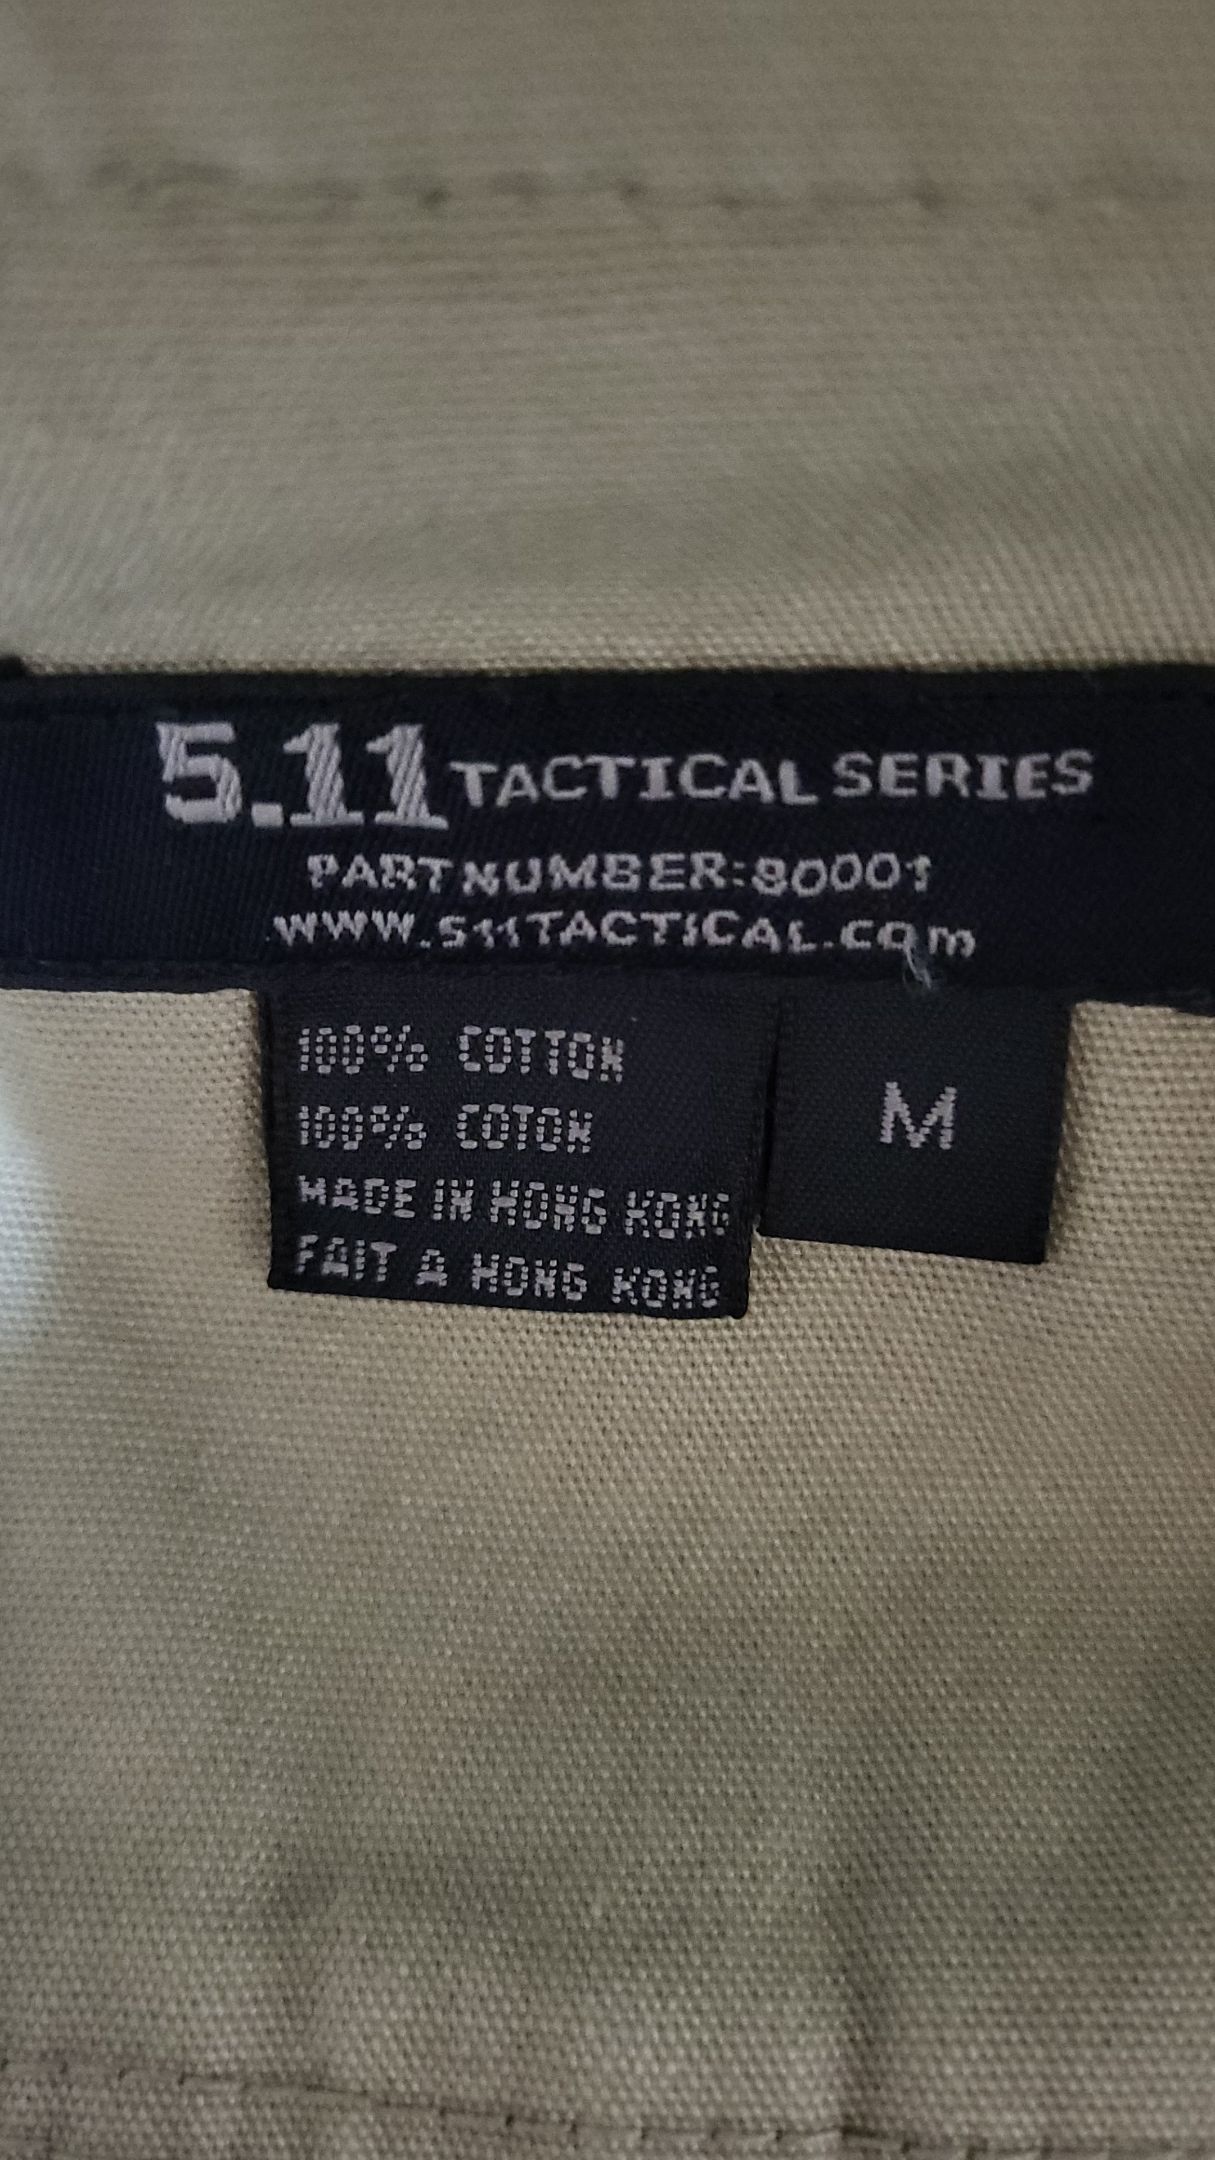 5.11 TACTICAL SERIES
PART NUMBER:80001
www.511TACTICAL.com
100% COTTON
100% COTON
MADE IN HONG KONG
FAIT A HONG KONG
M